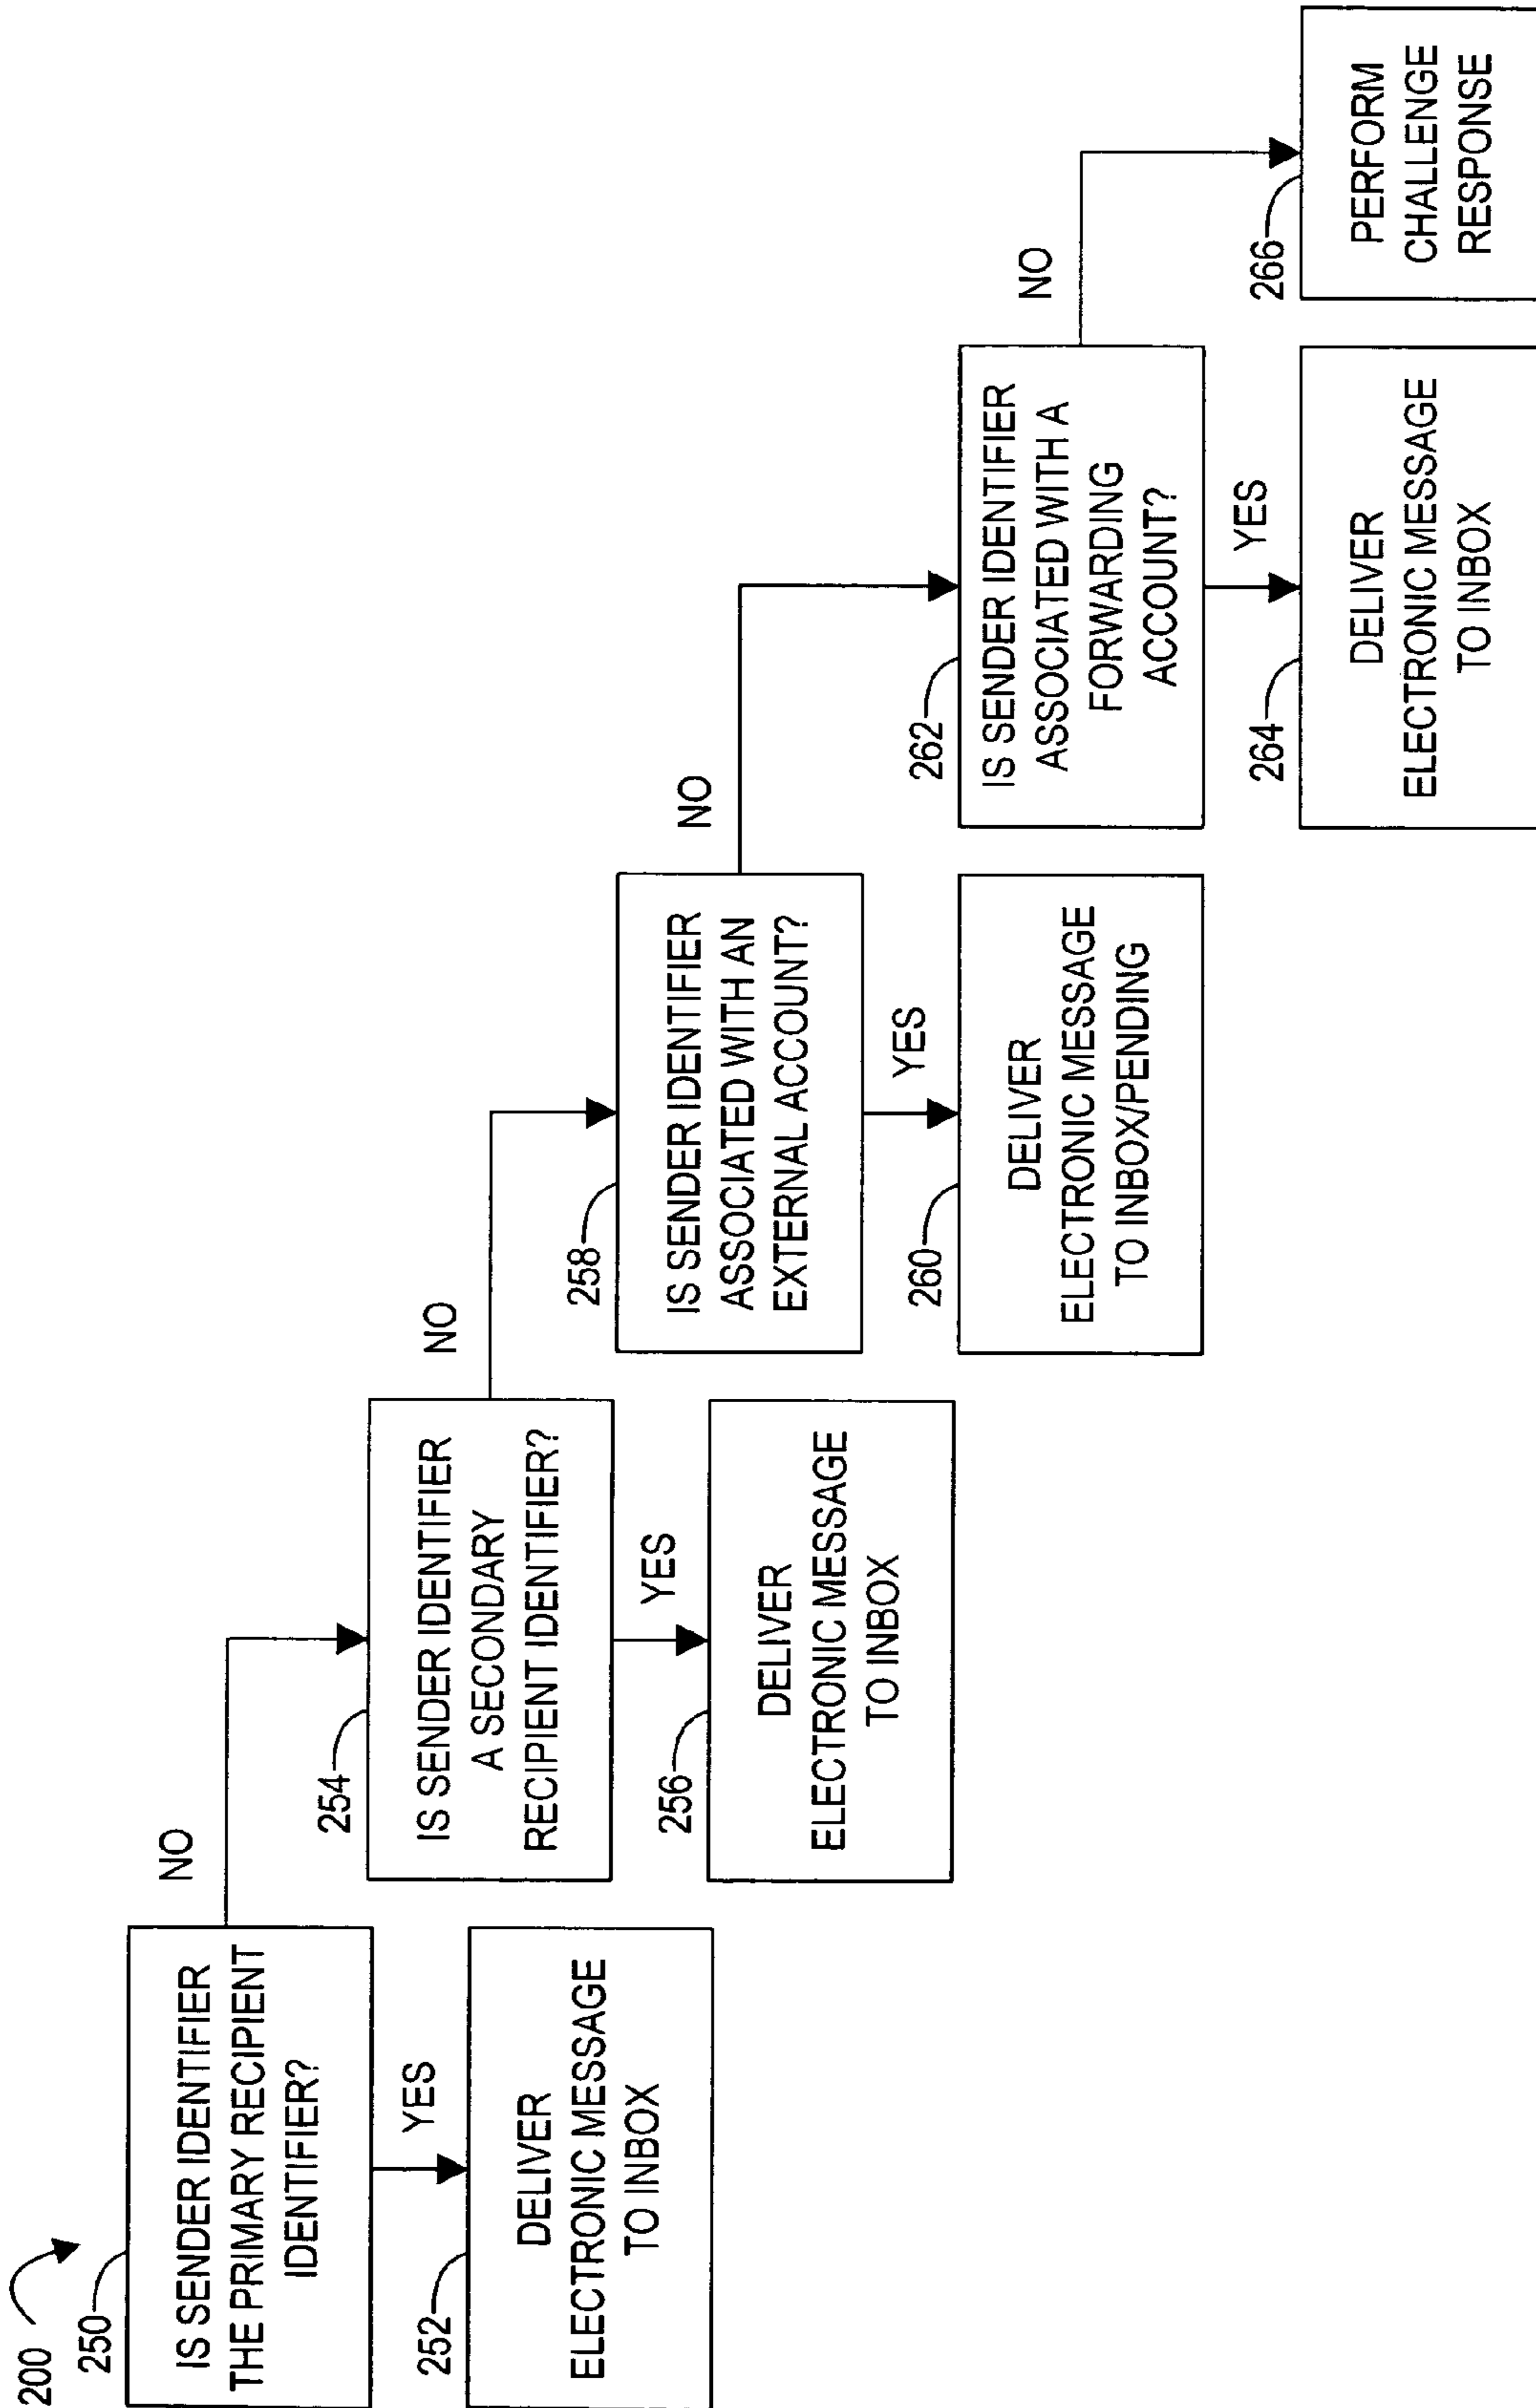 200
250
IS SENDER IDENTIFIER
THE PRIMARY RECIPIENT
IDENTIFIER?
NO
YES
252
DELIVER
ELECTRONIC MESSAGE
TO INBOX
254
IS SENDER IDENTIFIER
A SECONDARY
RECIPIENT IDENTIFIER?
NO
YES
256
DELIVER
ELECTRONIC MESSAGE
TO INBOX
258
IS SENDER IDENTIFIER
ASSOCIATED WITH AN
EXTERNAL ACCOUNT?
NO
YES
260
DELIVER
ELECTRONIC MESSAGE
TO INBOX/PENDING
262
IS SENDER IDENTIFIER
ASSOCIATED WITH A
FORWARDING
ACCOUNT?
NO
YES
264
DELIVER
ELECTRONIC MESSAGE
TO INBOX
266
PERFORM
CHALLENGE
RESPONSE